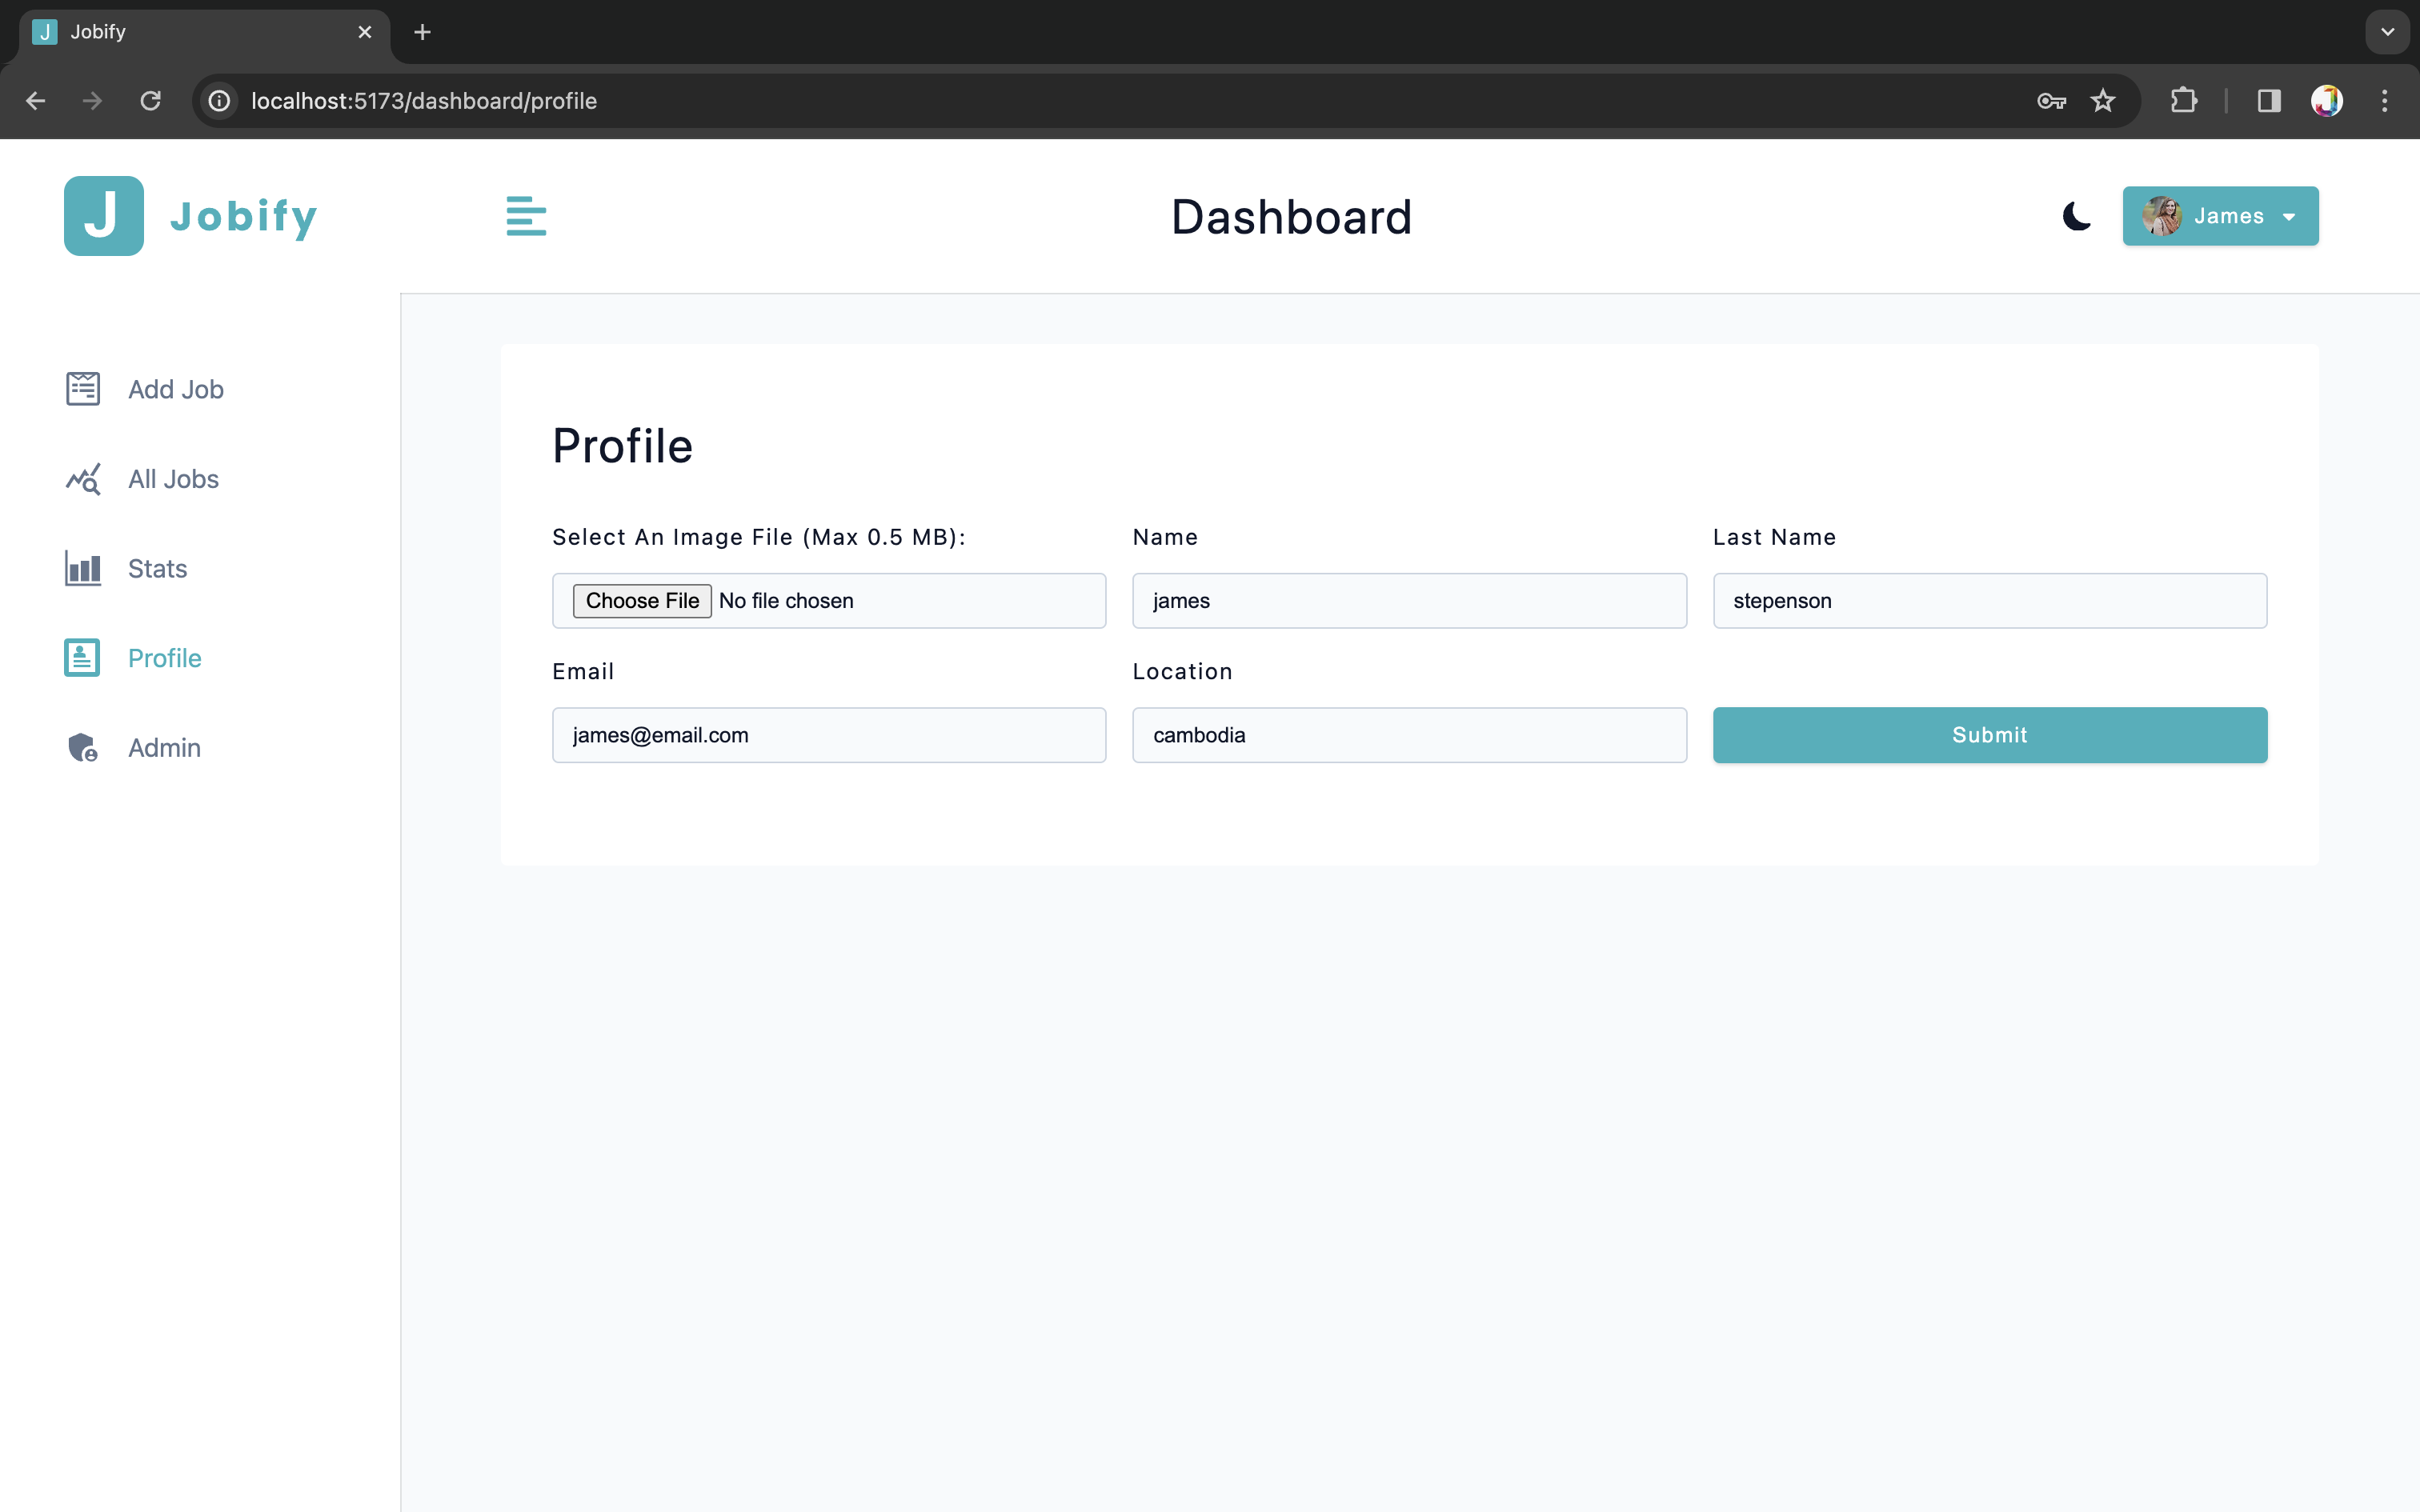 J Jobify
localhost:5173/dashboard/profile
J Jobify
Dashboard
James
Add Job
All Jobs
Stats
Profile
Admin
Profile
Select An Image File (Max 0.5 MB):
Name
Last Name
Choose File No file chosen
james
stepenson
Email
Location
james@email.com
cambodia
Submit